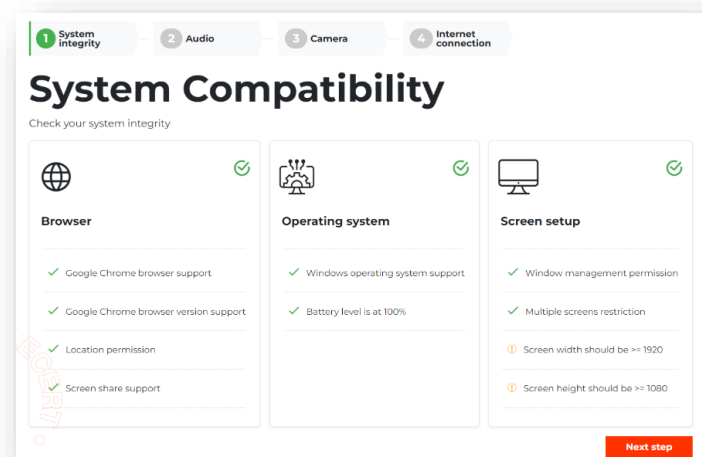 1 System integrity
2 Audio
3 Camera
4 Internet connection
System Compatibility
Check your system integrity
Browser
Google Chrome browser support
Google Chrome browser version support
Location permission
Screen share support
Operating system
Windows operating system support
Battery level is at 100%
Screen setup
Window management permission
Multiple screens restriction
Screen width should be >= 1920
Screen height should be >= 1080
ECERT
Next step